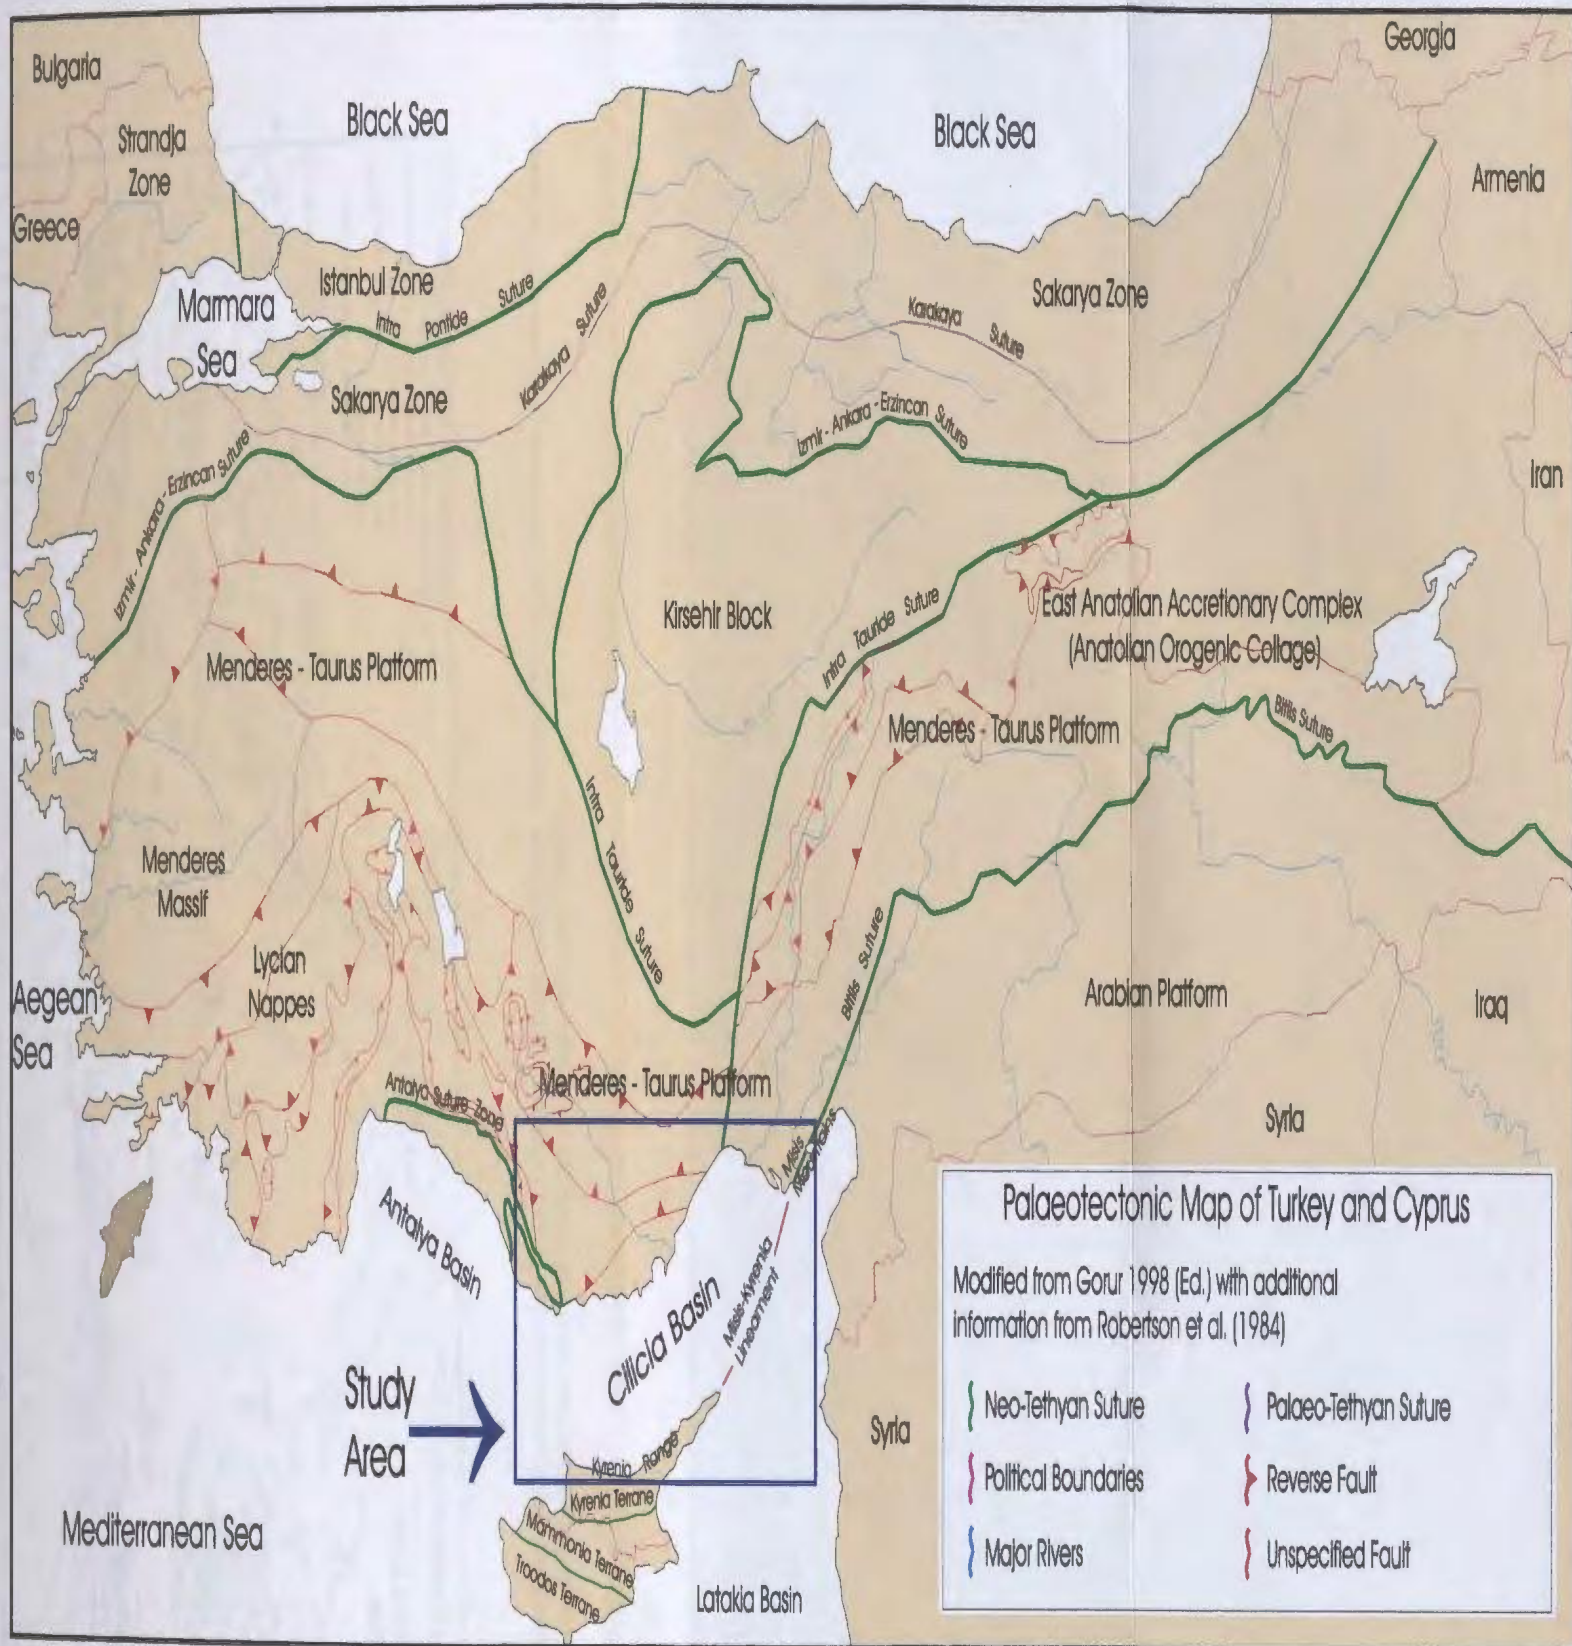 Bulgaria
Georgia
Black Sea
Black Sea
Strandja
Zone
Armenia
Greece
Istanbul Zone
Marmara
Sea
Intra Pontide Suture
Sakarya Zone
Karakaya Suture
Karakaya Suture
Sakarya Zone
Izmir - Ankara - Erzincan Suture
Izmir - Ankara - Erzincan Suture
Iran
Kirsehir Block
Intra Tauride Suture
East Anatolian Accretionary Complex
(Anatolian Orogenic Collage)
Menderes - Taurus Platform
Menderes - Taurus Platform
Bitlis Suture
Intra Tauride Suture
Menderes
Massif
Lycian
Nappes
Bitlis Suture
Aegean
Sea
Arabian Platform
Iraq
Menderes - Taurus Platform
Antalya Suture Zone
Syria
Misis
Mountains
Antalya Basin
Cilicia Basin
Misis-Kyrenia
Lineament
Study
Area
Syria
Kyrenia Range
Kyrenia Terrane
Mammonia Terrane
Troodos Terrane
Mediterranean Sea
Latakia Basin
Palaeotectonic Map of Turkey and Cyprus
Modified from Gorur 1998 (Ed.) with additional
information from Robertson et al. (1984)
Neo-Tethyan Suture
Palaeo-Tethyan Suture
Political Boundaries
Reverse Fault
Major Rivers
Unspecified Fault